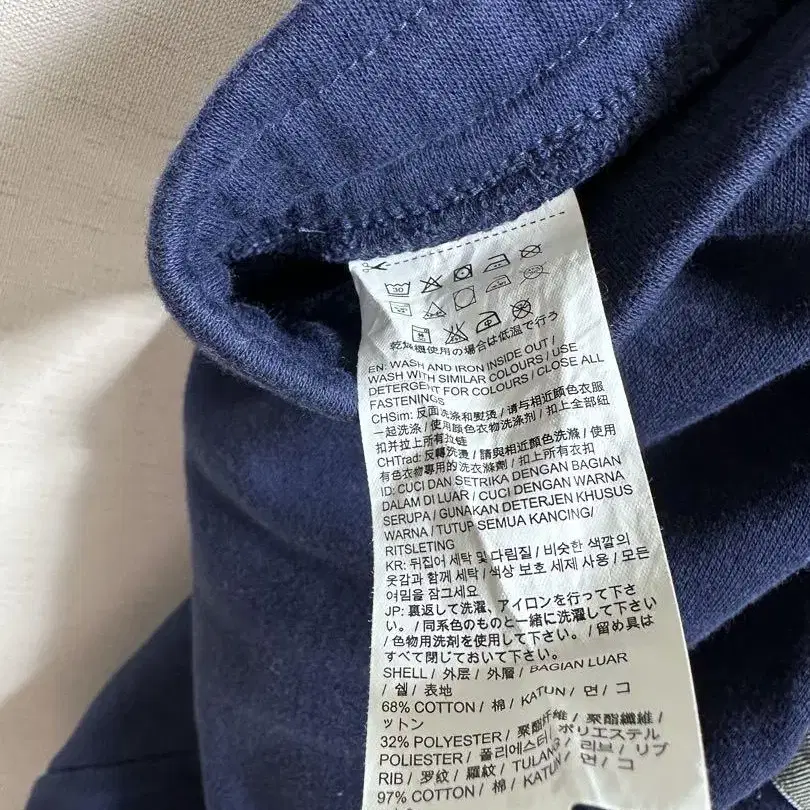 30
乾燥機使用の場合は低温で行う
EN: WASH AND IRON INSIDE OUT /
WASH WITH SIMILAR COLOURS / USE
DETERGENT FOR COLOURS / CLOSE ALL
FASTENINGS
CHSim: 反面洗涤和熨烫 / 请与相近颜色衣服
一起洗涤 / 使用颜色衣物洗涤剂 / 扣上全部纽
扣并拉上所有拉链
CHTrad: 反轉洗燙 / 請與相近顏色洗滌 / 使用
有色衣物專用的洗衣滌劑 / 扣上所有衣扣
ID: CUCI DAN SETRIKA DENGAN BAGIAN
DALAM DI LUAR / CUCI DENGAN WARNA
SERUPA / GUNAKAN DETERJEN KHUSUS
WARNA / TUTUP SEMUA KANCING/
RITSLETING
KR: 뒤집어 세탁 및 다림질 / 비슷한 색깔의
옷감과 함께 세탁 / 색상 보호 세제 사용 / 모든
여밈을 잠그세요
JP: 裏返して洗濯、アイロンを行って下さい
/ 同系色のものと一緒に洗濯して下さい
/ 色物用洗剤を使用して下さい / 留め具は
すべて閉じておいて下さい。
SHELL / 外层 / 外層 / BAGIAN LUAR
/ 쉘 / 表地
68% COTTON / 棉 / KATUN / 면 / コ
ットン
32% POLYESTER / 聚酯纤维 / 聚酯纖維 /
POLIESTER / 폴리에스터 / ポリエステル
RIB / 罗纹 / 羅紋 / TULANG / 리브 / リブ
97% COTTON / 棉 / KATUN / 면 / コ